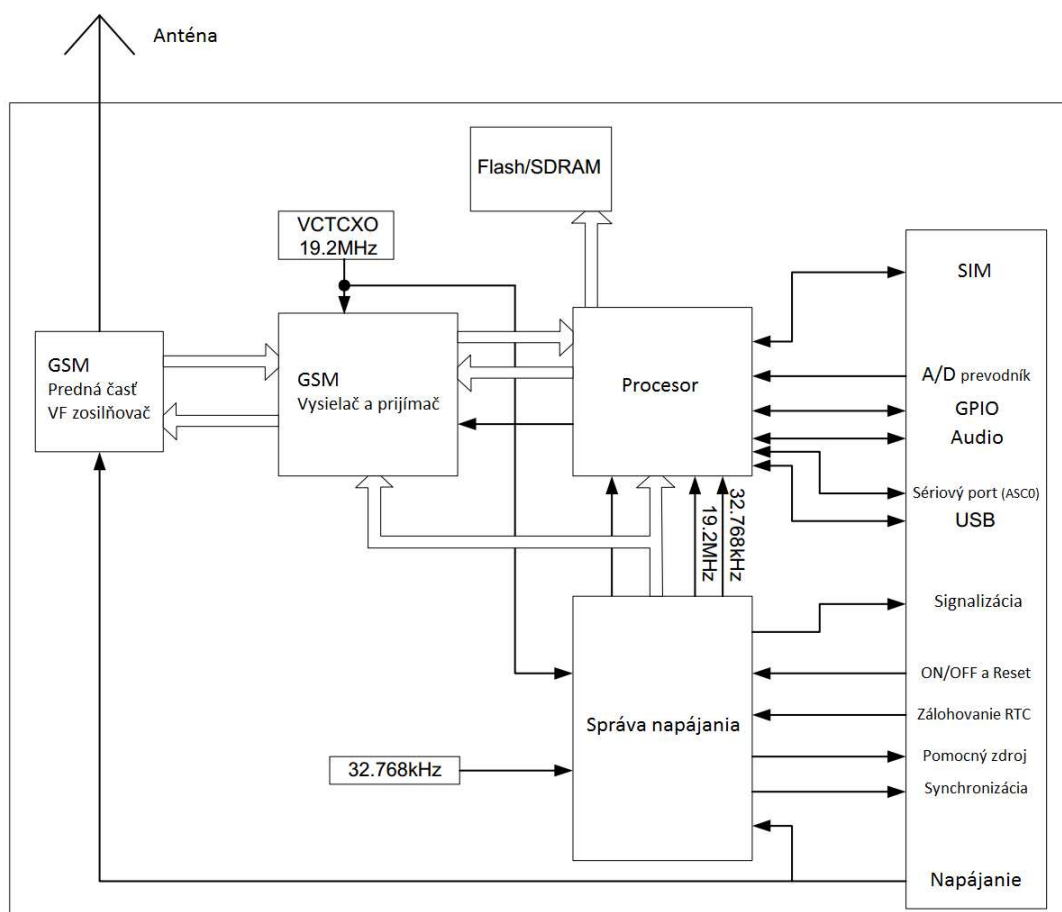 Anténa
Flash/SDRAM
VCTCXO
19.2MHz
SIM
GSM
Predná časť
VF zosilňovač
GSM
Vysielač a prijímač
Procesor
A/D prevodník
GPIO
Audio
Sériový port (ASC0)
USB
19.2MHz
32.768kHz
Signalizácia
ON/OFF a Reset
Správa napájania
Zálohovanie RTC
32.768kHz
Pomocný zdroj
Synchronizácia
Napájanie